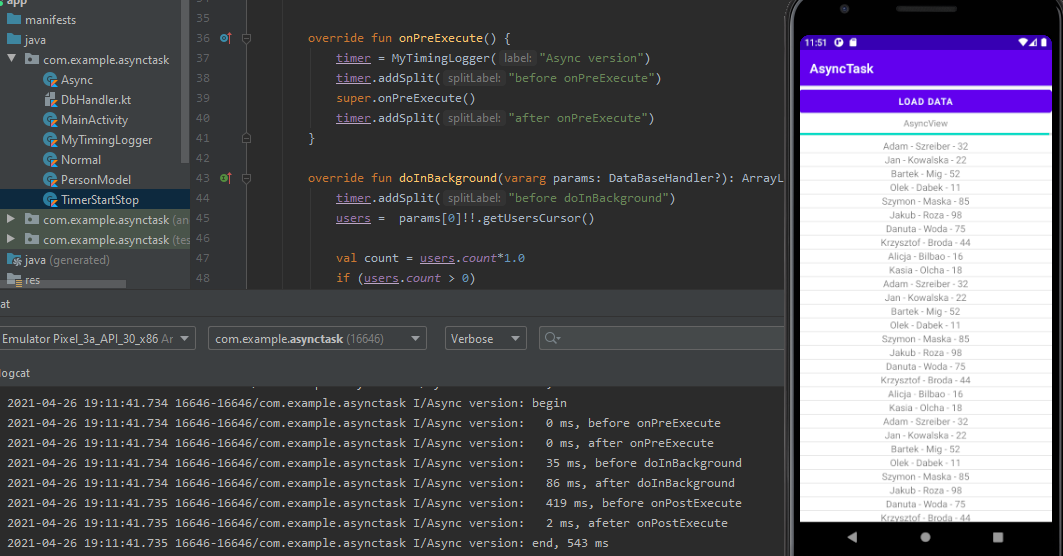 app
manifests
java
com.example.asynctask
Async
DbHandler.kt
MainActivity
MyTimingLogger
Normal
PersonModel
TimerStartStop
com.example.asynctask (an
com.example.asynctask (tes
java (generated)
res
35
36 override fun onPreExecute() {
37 timer = MyTimingLogger( label: "Async version")
38 timer.addSplit( splitLabel: "before onPreExecute")
39 super.onPreExecute()
40 timer.addSplit( splitLabel: "after onPreExecute")
41 }
42
43 override fun doInBackground(vararg params: DataBaseHandler?): ArrayL
44 timer.addSplit( splitLabel: "before doInBackground")
45 users = params[0]!!.getUsersCursor()
46
47 val count = users.count*1.0
48 if (users.count > 0)
at
Emulator Pixel_3a_API_30_x86 Ar
com.example.asynctask (16646)
Verbose
logcat
2021-04-26 19:11:41.734 16646-16646/com.example.asynctask I/Async version: begin
2021-04-26 19:11:41.734 16646-16646/com.example.asynctask I/Async version: 0 ms, before onPreExecute
2021-04-26 19:11:41.734 16646-16646/com.example.asynctask I/Async version: 0 ms, after onPreExecute
2021-04-26 19:11:41.734 16646-16646/com.example.asynctask I/Async version: 35 ms, before doInBackground
2021-04-26 19:11:41.734 16646-16646/com.example.asynctask I/Async version: 86 ms, after doInBackground
2021-04-26 19:11:41.735 16646-16646/com.example.asynctask I/Async version: 419 ms, before onPostExecute
2021-04-26 19:11:41.735 16646-16646/com.example.asynctask I/Async version: 2 ms, afeter onPostExecute
2021-04-26 19:11:41.735 16646-16646/com.example.asynctask I/Async version: end, 543 ms
11:51
AsyncTask
LOAD DATA
AsyncView
Adam - Szreiber - 32
Jan - Kowalska - 22
Bartek - Mig - 52
Olek - Dabek - 11
Szymon - Maska - 85
Jakub - Roza - 98
Danuta - Woda - 75
Krzysztof - Broda - 44
Alicja - Bilbao - 16
Kasia - Olcha - 18
Adam - Szreiber - 32
Jan - Kowalska - 22
Bartek - Mig - 52
Olek - Dabek - 11
Szymon - Maska - 85
Jakub - Roza - 98
Danuta - Woda - 75
Krzysztof - Broda - 44
Alicja - Bilbao - 16
Kasia - Olcha - 18
Adam - Szreiber - 32
Jan - Kowalska - 22
Bartek - Mig - 52
Olek - Dabek - 11
Szymon - Maska - 85
Jakub - Roza - 98
Danuta - Woda - 75
Krzysztof - Broda - 44